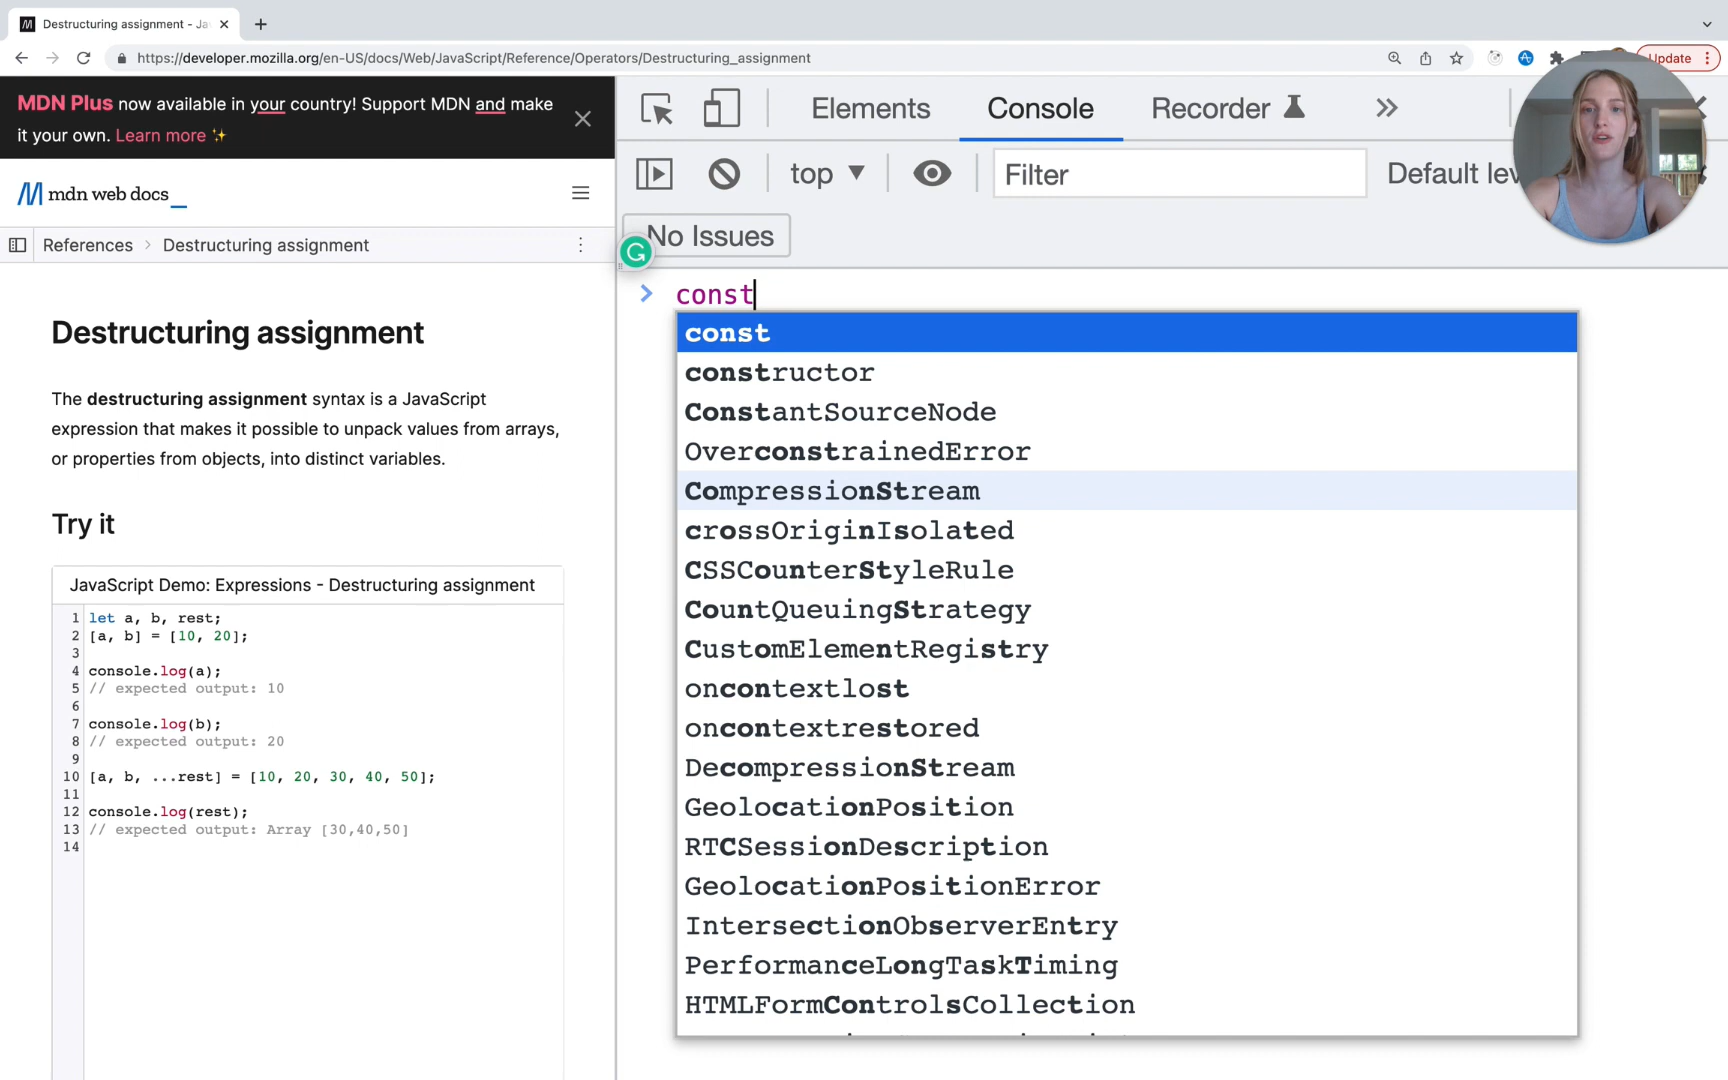 Destructuring assignment - Ja
https://developer.mozilla.org/en-US/docs/Web/JavaScript/Reference/Operators/Destructuring_assignment
Update
MDN Plus now available in your country! Support MDN and make
it your own. Learn more ✨
mdn web docs_
References > Destructuring assignment
Destructuring assignment
The destructuring assignment syntax is a JavaScript
expression that makes it possible to unpack values from arrays,
or properties from objects, into distinct variables.
Try it
JavaScript Demo: Expressions - Destructuring assignment
1 let a, b, rest;
2 [a, b] = [10, 20];
3
4 console.log(a);
5 // expected output: 10
6
7 console.log(b);
8 // expected output: 20
9
10 [a, b, ...rest] = [10, 20, 30, 40, 50];
11
12 console.log(rest);
13 // expected output: Array [30,40,50]
14
Elements Console Recorder
top Filter Default lev
No Issues
> const
const
constructor
ConstantSourceNode
OverconstrainedError
CompressionStream
crossOriginIsolated
CSSCounterStyleRule
CountQueuingStrategy
CustomElementRegistry
oncontextlost
oncontextrestored
DecompressionStream
GeolocationPosition
RTCSessionDescription
GeolocationPositionError
IntersectionObserverEntry
PerformanceLongTaskTiming
HTMLFormControlsCollection